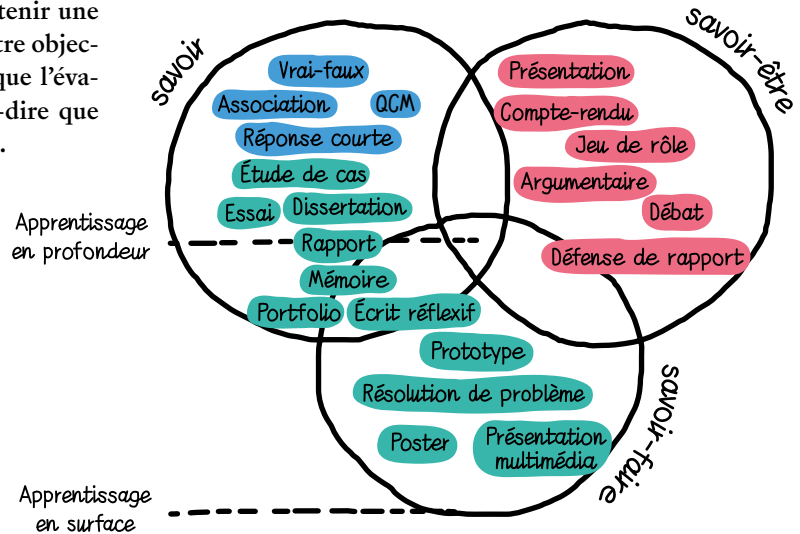 tenir une
tre objec-
que l'éva-
-dire que
.
savoir
savoir-être
Vrai-faux
Association
QCM
Réponse courte
Étude de cas
Essai
Dissertation
Rapport
Mémoire
Portfolio
Écrit réflexif
Présentation
Compte-rendu
Jeu de rôle
Argumentaire
Débat
Défense de rapport
Apprentissage
en profondeur
Prototype
Résolution de problème
Poster
Présentation
multimédia
savoir-faire
Apprentissage
en surface